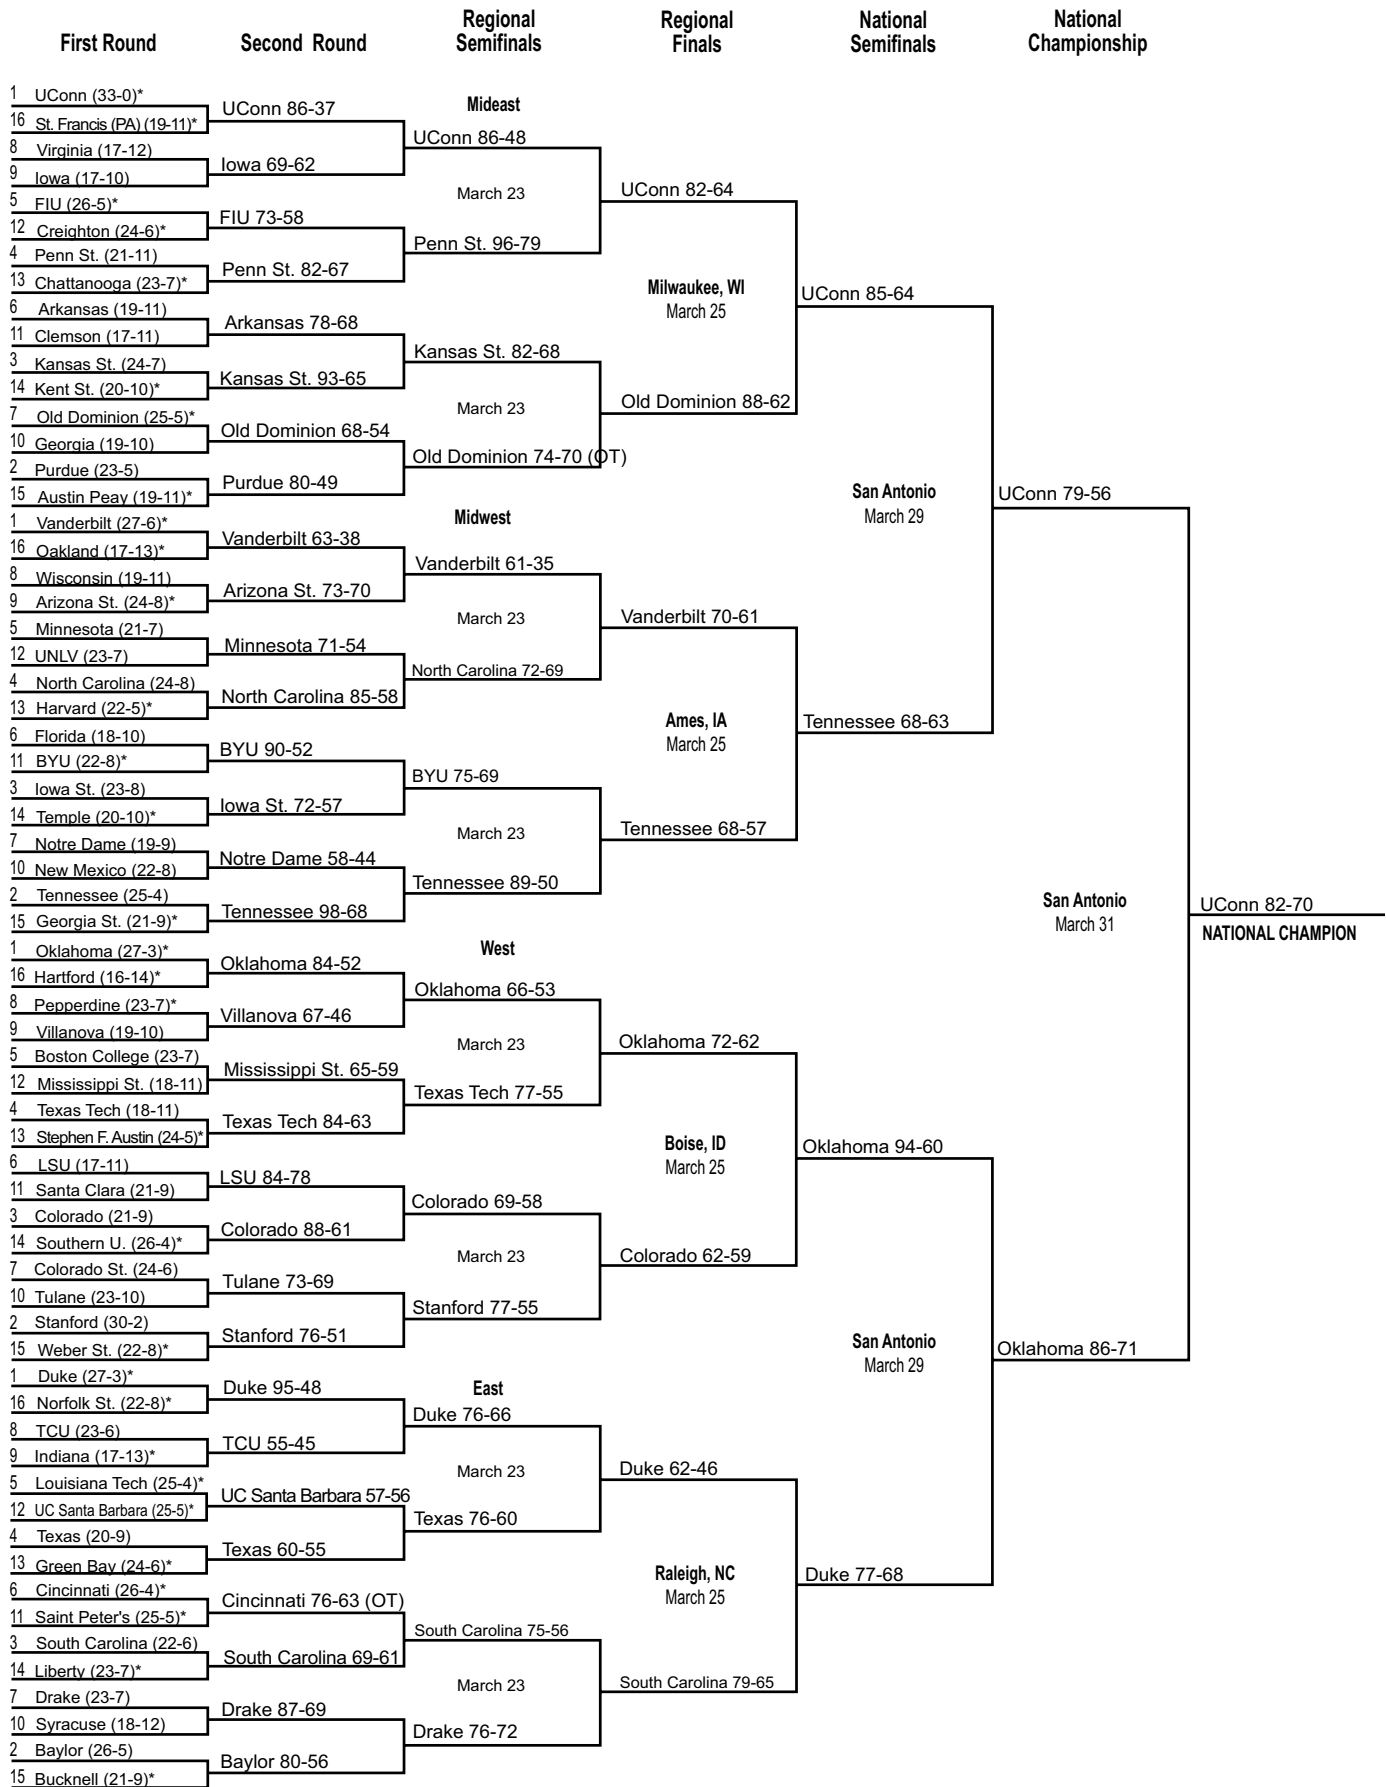 First Round
Second Round
Regional
Semifinals
Regional
Finals
National
Semifinals
National
Championship
1 UConn (33-0)*
16 St. Francis (PA) (19-11)*
8 Virginia (17-12)
9 Iowa (17-10)
5 FIU (26-5)*
12 Creighton (24-6)*
4 Penn St. (21-11)
13 Chattanooga (23-7)*
6 Arkansas (19-11)
11 Clemson (17-11)
3 Kansas St. (24-7)
14 Kent St. (20-10)*
7 Old Dominion (25-5)*
10 Georgia (19-10)
2 Purdue (23-5)
15 Austin Peay (19-11)*
1 Vanderbilt (27-6)*
16 Oakland (17-13)*
8 Wisconsin (19-11)
9 Arizona St. (24-8)*
5 Minnesota (21-7)
12 UNLV (23-7)
4 North Carolina (24-8)
13 Harvard (22-5)*
6 Florida (18-10)
11 BYU (22-8)*
3 Iowa St. (23-8)
14 Temple (20-10)*
7 Notre Dame (19-9)
10 New Mexico (22-8)
2 Tennessee (25-4)
15 Georgia St. (21-9)*
1 Oklahoma (27-3)*
16 Hartford (16-14)*
8 Pepperdine (23-7)*
9 Villanova (19-10)
5 Boston College (23-7)
12 Mississippi St. (18-11)
4 Texas Tech (18-11)
13 Stephen F. Austin (24-5)*
6 LSU (17-11)
11 Santa Clara (21-9)
3 Colorado (21-9)
14 Southern U. (26-4)*
7 Colorado St. (24-6)
10 Tulane (23-10)
2 Stanford (30-2)
15 Weber St. (22-8)*
1 Duke (27-3)*
16 Norfolk St. (22-8)*
8 TCU (23-6)
9 Indiana (17-13)*
5 Louisiana Tech (25-4)*
12 UC Santa Barbara (25-5)*
4 Texas (20-9)
13 Green Bay (24-6)*
6 Cincinnati (26-4)*
11 Saint Peter's (25-5)*
3 South Carolina (22-6)
14 Liberty (23-7)*
7 Drake (23-7)
10 Syracuse (18-12)
2 Baylor (26-5)
15 Bucknell (21-9)*
UConn 86-37
Iowa 69-62
FIU 73-58
Penn St. 82-67
Arkansas 78-68
Kansas St. 93-65
Old Dominion 68-54
Purdue 80-49
Vanderbilt 63-38
Arizona St. 73-70
Minnesota 71-54
North Carolina 85-58
BYU 90-52
Iowa St. 72-57
Notre Dame 58-44
Tennessee 98-68
Oklahoma 84-52
Villanova 67-46
Mississippi St. 65-59
Texas Tech 84-63
LSU 84-78
Colorado 88-61
Tulane 73-69
Stanford 76-51
Duke 95-48
TCU 55-45
UC Santa Barbara 57-56
Texas 60-55
Cincinnati 76-63 (OT)
South Carolina 69-61
Drake 87-69
Baylor 80-56
Mideast
UConn 86-48
March 23
Penn St. 96-79
Kansas St. 82-68
March 23
Old Dominion 74-70 (OT)
Midwest
Vanderbilt 61-35
March 23
North Carolina 72-69
BYU 75-69
March 23
Tennessee 89-50
West
Oklahoma 66-53
March 23
Texas Tech 77-55
Colorado 69-58
March 23
Stanford 77-55
East
Duke 76-66
March 23
Texas 76-60
South Carolina 75-56
March 23
Drake 76-72
UConn 82-64
Milwaukee, WI
March 25
Old Dominion 88-62
Vanderbilt 70-61
Ames, IA
March 25
Tennessee 68-57
Oklahoma 72-62
Boise, ID
March 25
Colorado 62-59
Duke 62-46
Raleigh, NC
March 25
South Carolina 79-65
UConn 85-64
San Antonio
March 29
Tennessee 68-63
Oklahoma 94-60
San Antonio
March 29
Duke 77-68
UConn 79-56
San Antonio
March 31
Oklahoma 86-71
UConn 82-70
NATIONAL CHAMPION